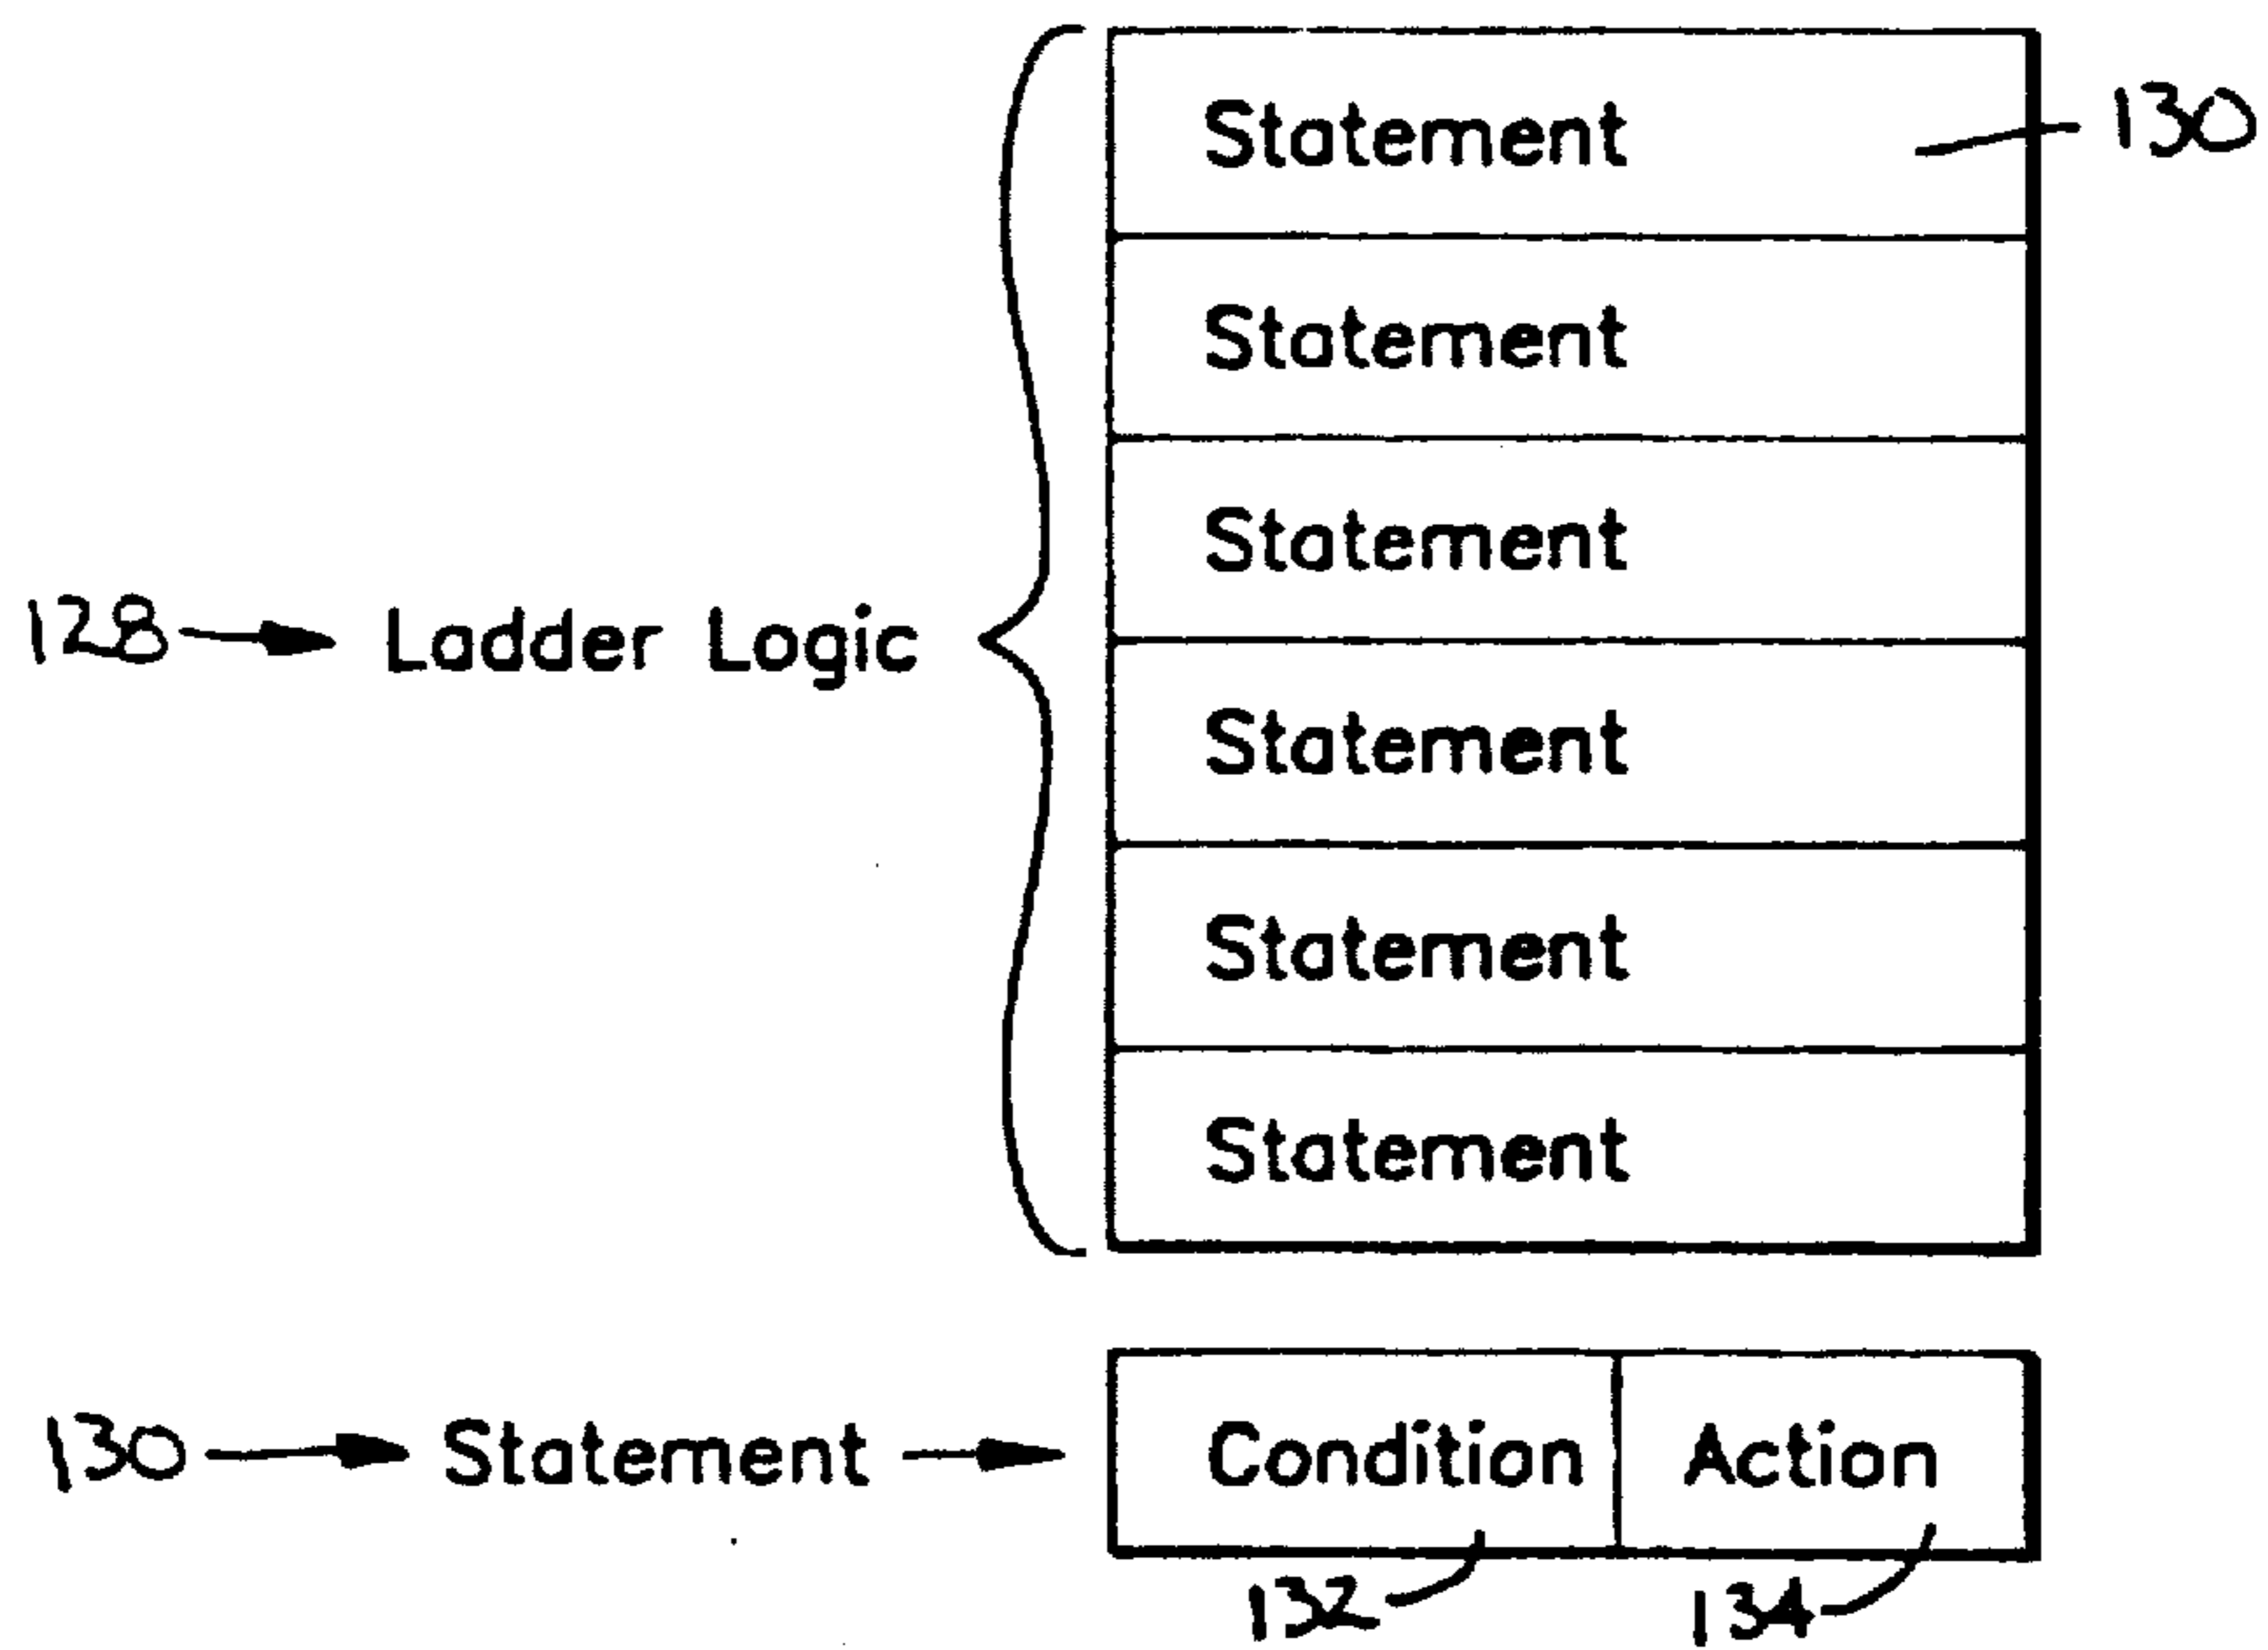 Statement 130
Statement
Statement
128 Ladder Logic
Statement
Statement
Statement
130 Statement Condition Action
132 134